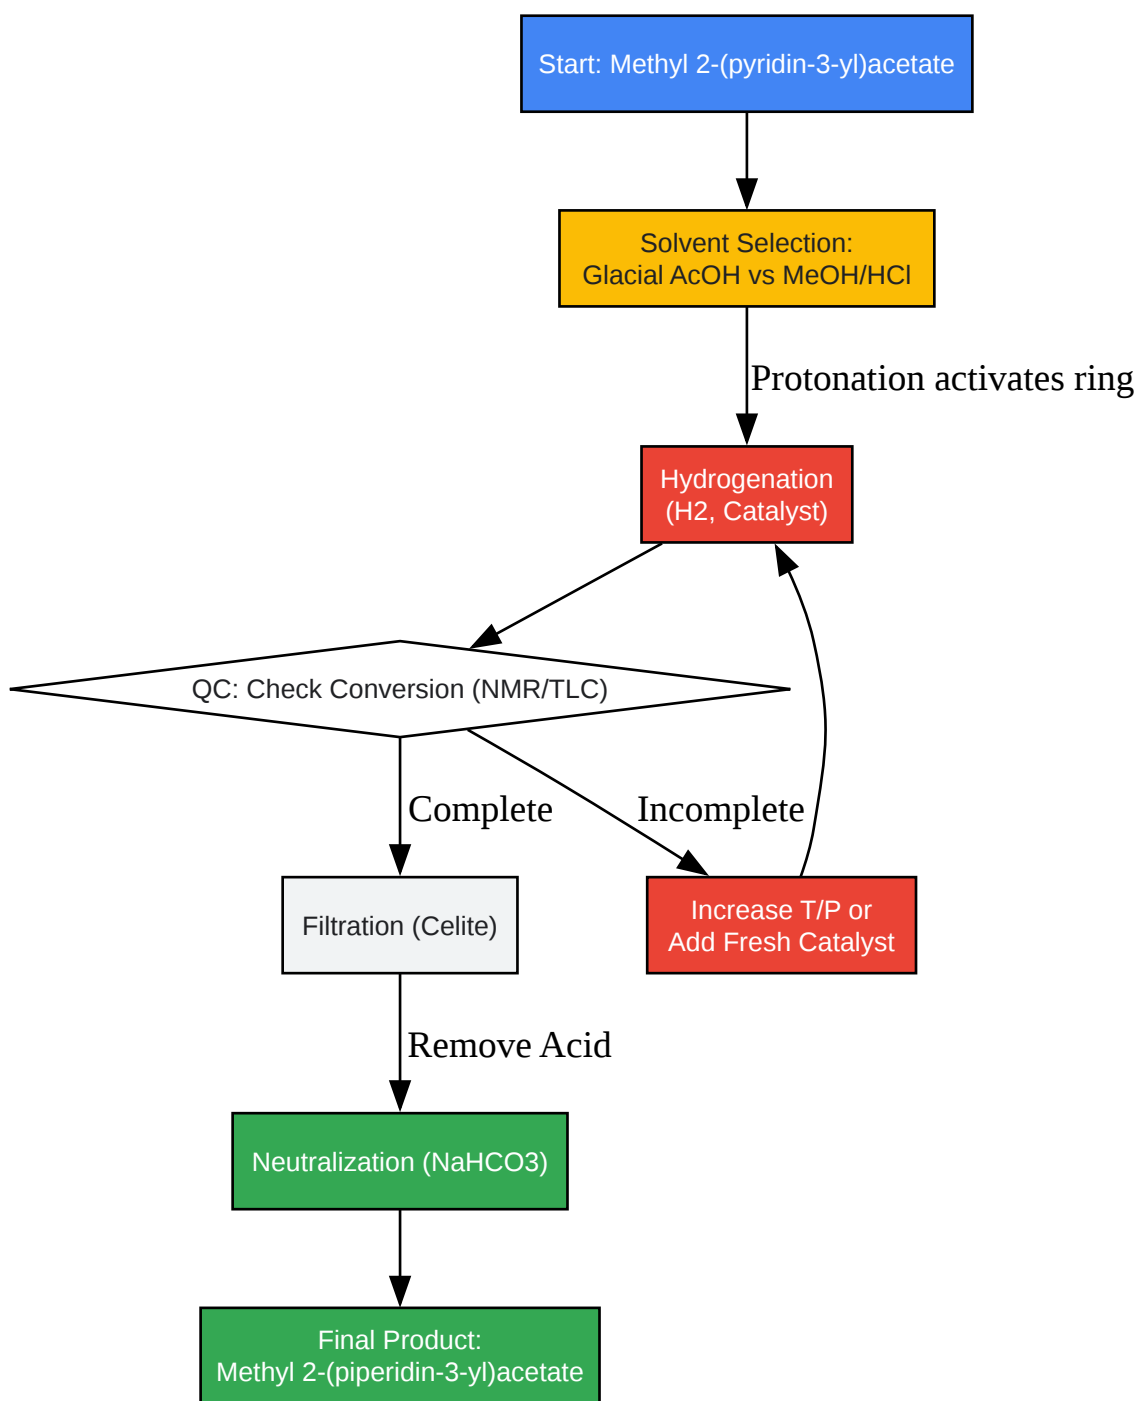 Start: Methyl 2-(pyridin-3-yl)acetate
Solvent Selection:
Glacial AcOH vs MeOH/HCl
Protonation activates ring
Hydrogenation
(H2, Catalyst)
QC: Check Conversion (NMR/TLC)
Complete
Incomplete
Filtration (Celite)
Increase T/P or
Add Fresh Catalyst
Remove Acid
Neutralization (NaHCO3)
Final Product:
Methyl 2-(piperidin-3-yl)acetate